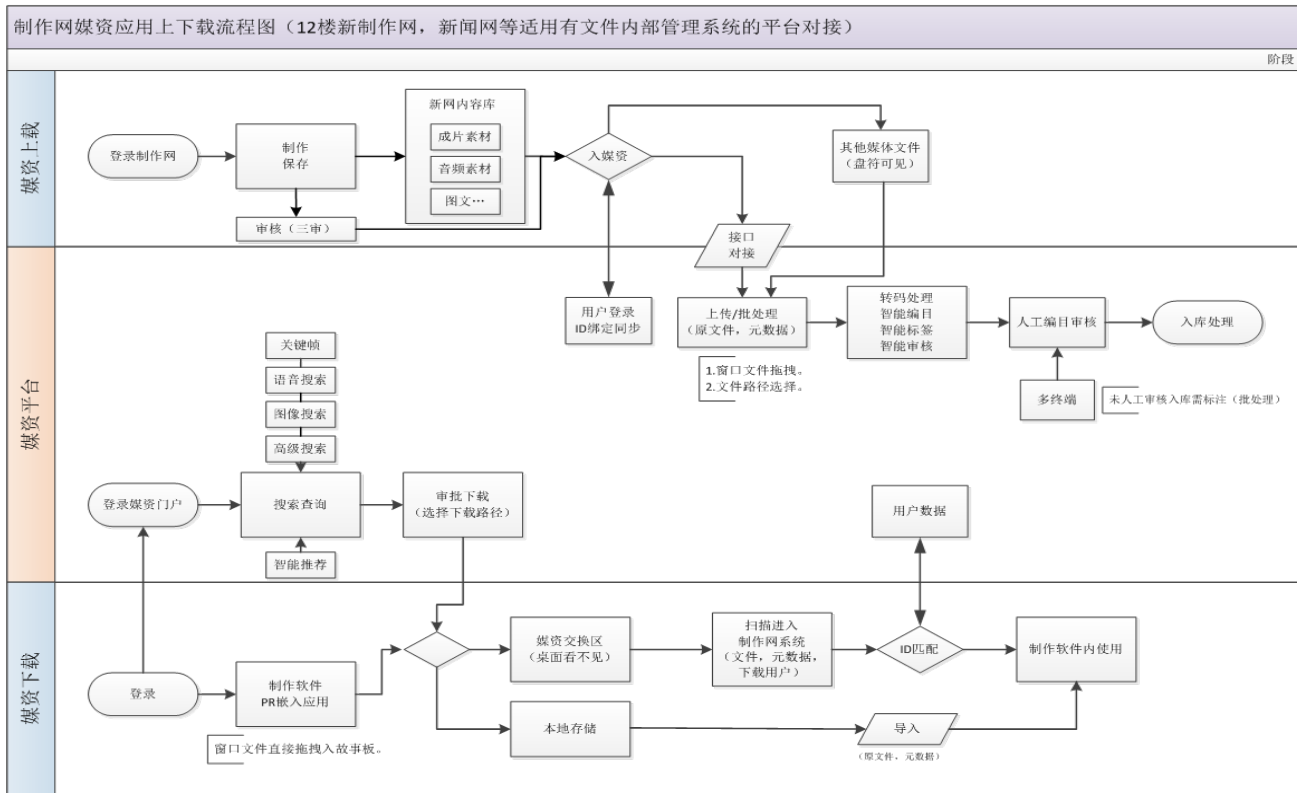 制作网媒资应用上下载流程图（12楼新制作网，新闻网等适用有文件内部管理系统的平台对接）
阶段
媒资上载
登录制作网
制作
保存
审核（三审）
新网内容库
成片素材
音频素材
图文…
入媒资
其他媒体文件
（盘符可见）
接口
对接
媒资平台
用户登录
ID绑定同步
上传/批处理
（原文件，元数据）
1.窗口文件拖拽。
2.文件路径选择。
转码处理
智能编目
智能标签
智能审核
人工编目审核
入库处理
多终端
未人工审核入库需标注（批处理）
关键帧
语音搜索
图像搜索
高级搜索
登录媒资门户
搜索查询
智能推荐
审批下载
（选择下载路径）
用户数据
媒资下载
登录
制作软件
PR嵌入应用
窗口文件直接拖拽入故事板。
媒资交换区
（桌面看不见）
扫描进入
制作网系统
（文件，元数据，
下载用户）
ID匹配
制作软件内使用
本地存储
导入
（原文件，元数据）